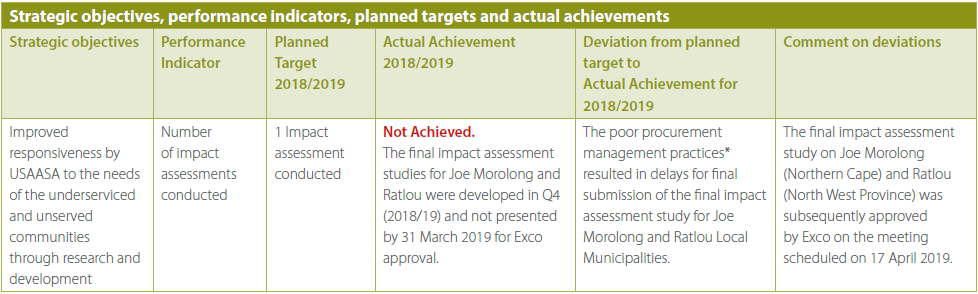 Strategic objectives, performance indicators, planned targets and actual achievements
Strategic objectives
Performance
Indicator
Planned
Target
2018/2019
Actual Achievement
2018/2019
Deviation from planned
target to
Actual Achievement for
2018/2019
Comment on deviations
Improved
responsiveness by
USAASA to the needs
of the underserviced
and unserved
communities
through research and
development
Number
of impact
assessments
conducted
1 Impact
assessment
conducted
Not Achieved.
The final impact assessment
studies for Joe Morolong and
Ratlou were developed in Q4
(2018/19) and not presented
by 31 March 2019 for Exco
approval.
The poor procurement
management practices*
resulted in delays for final
submission of the final impact
assessment study for Joe
Morolong and Ratlou Local
Municipalities.
The final impact assessment
study on Joe Morolong
(Northern Cape) and Ratlou
(North West Province) was
subsequently approved
by Exco on the meeting
scheduled on 17 April 2019.